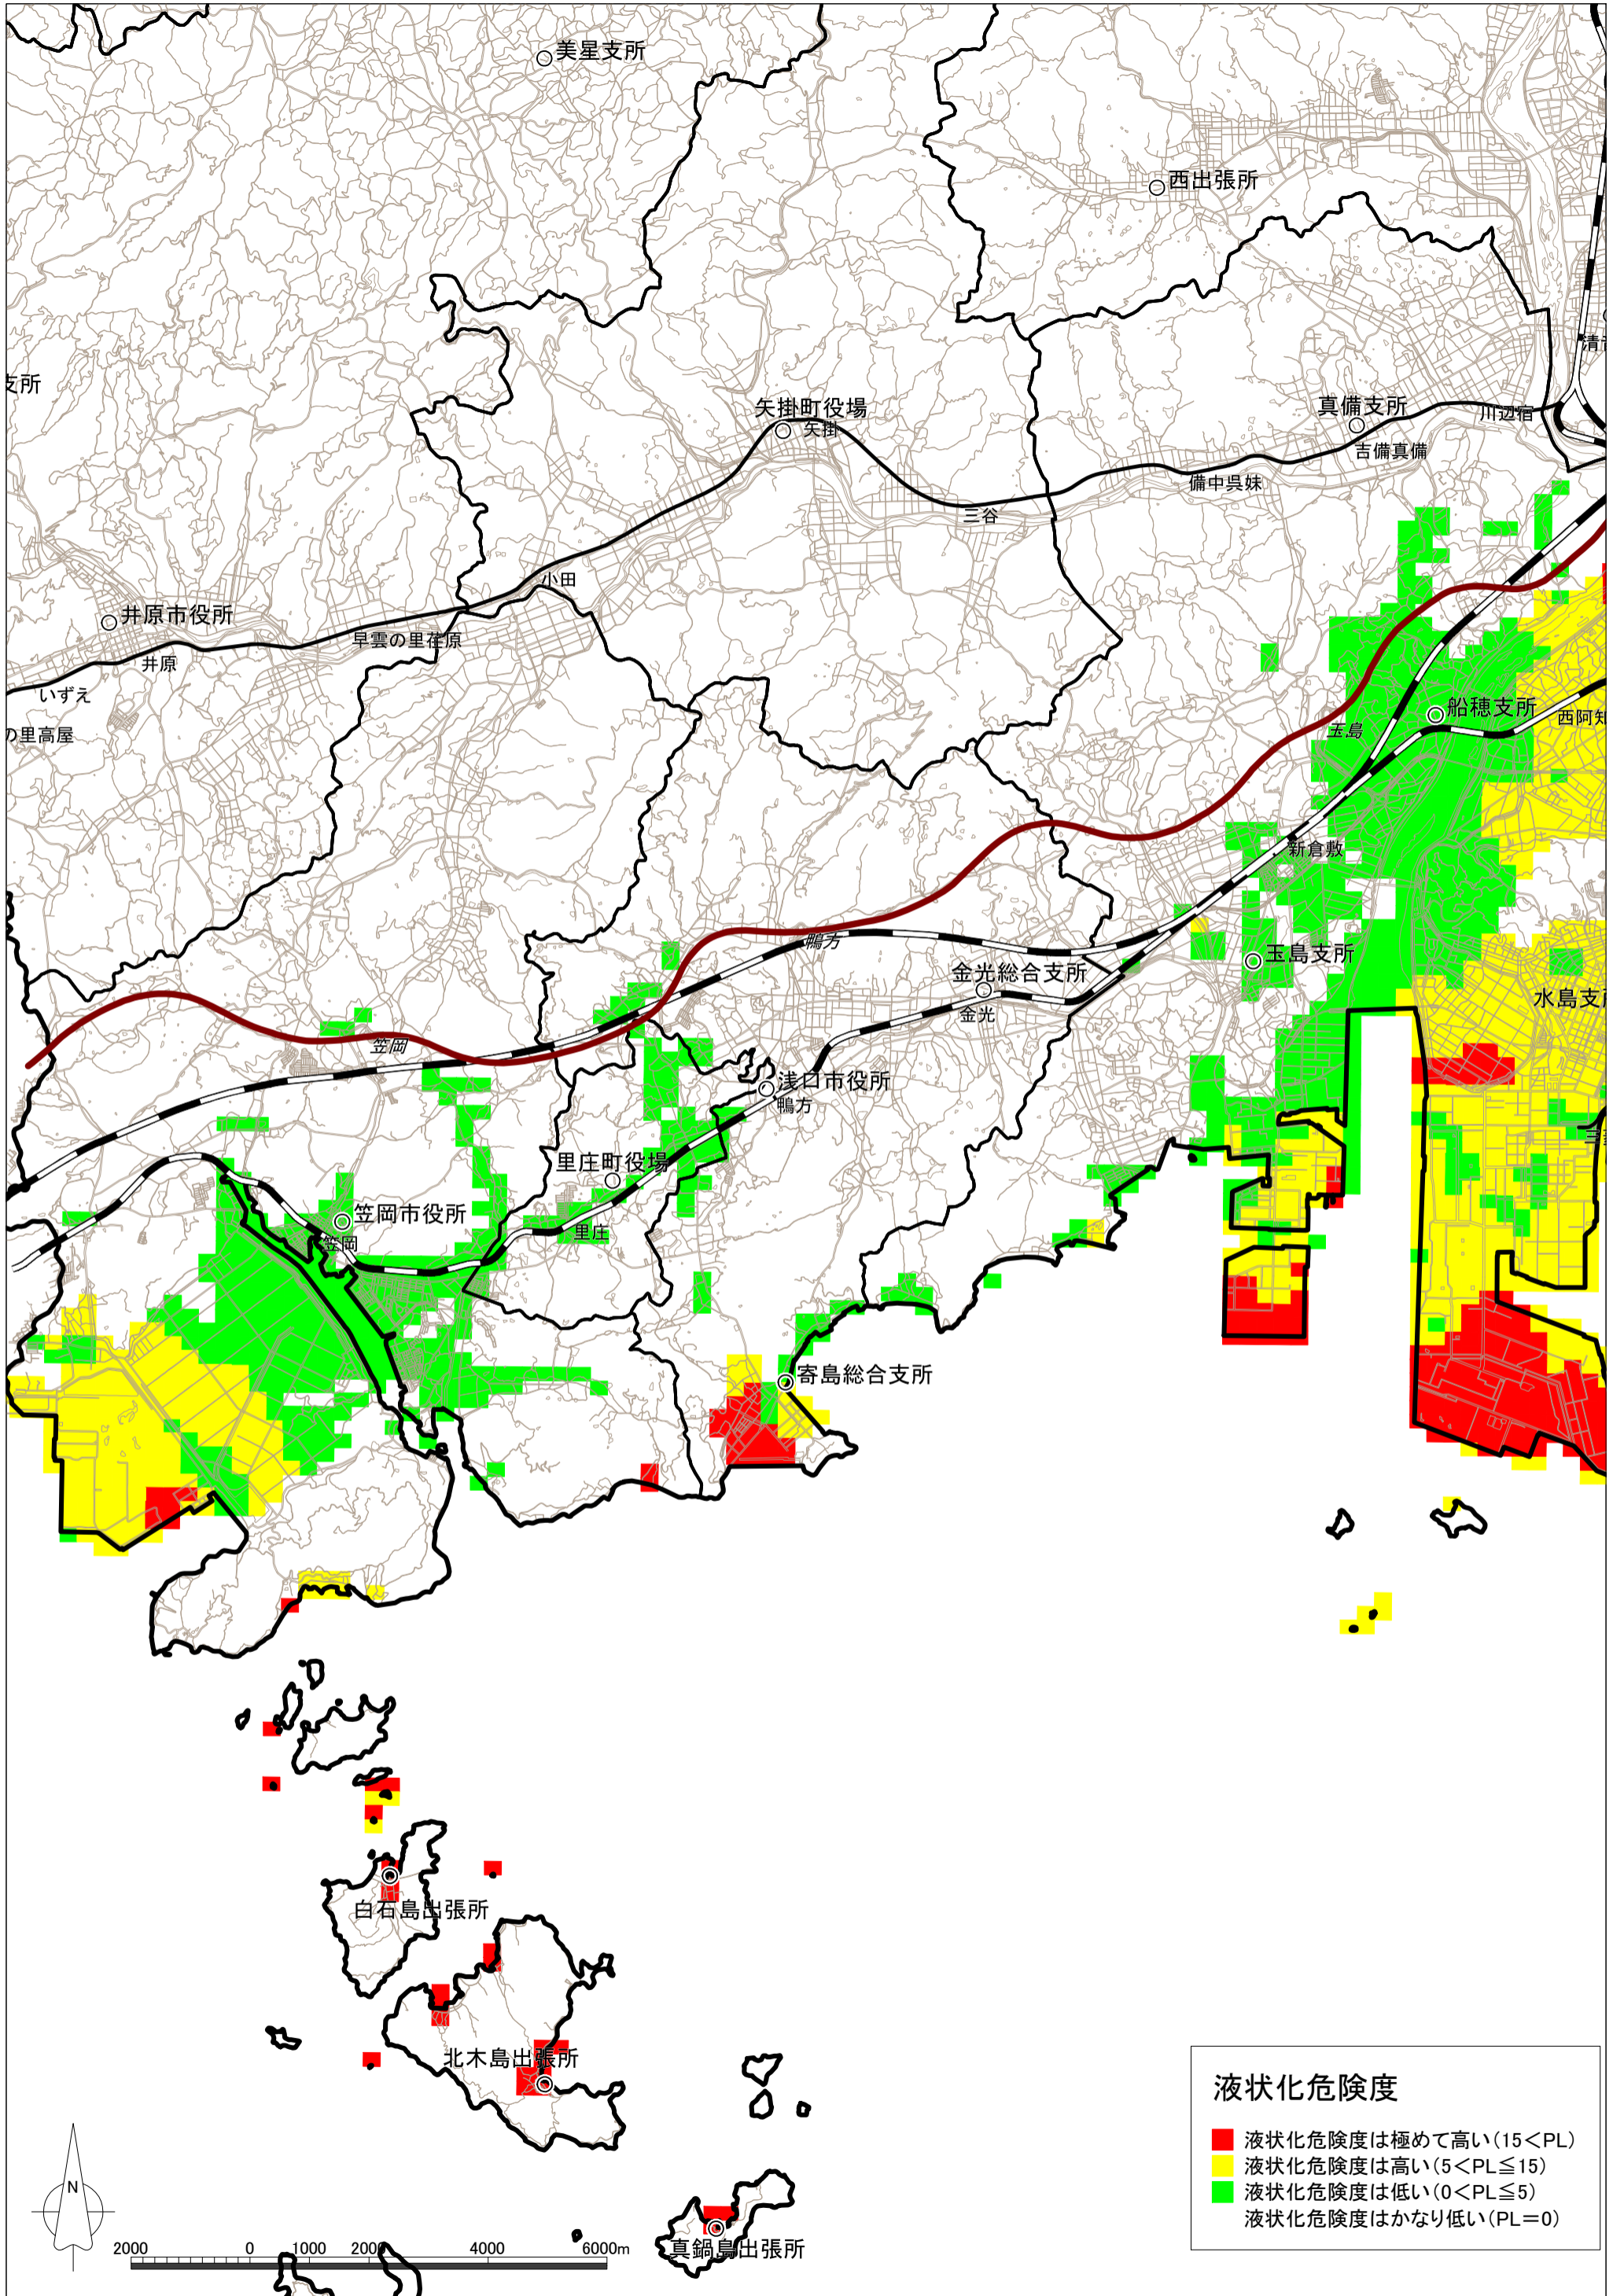 美星支所
西出張所
清音
支所
矢掛町役場
矢掛
真備支所
川辺宿
吉備真備
備中呉妹
三谷
小田
井原市役所
早雲の里荏原
井原
いずえ
の里高屋
船穂支所
西阿知
玉島
新倉敷
鴨方
玉島支所
金光総合支所
金光
水島支所
笠岡
浅口市役所
鴨方
里庄町役場
笠岡市役所
笠岡
里庄
寄島総合支所
白石島出張所
北木島出張所
真鍋島出張所
液状化危険度
液状化危険度は極めて高い(15<PL)
液状化危険度は高い(5<PL≦15)
液状化危険度は低い(0<PL≦5)
液状化危険度はかなり低い(PL=0)
N
2000 0 1000 2000 4000 6000m